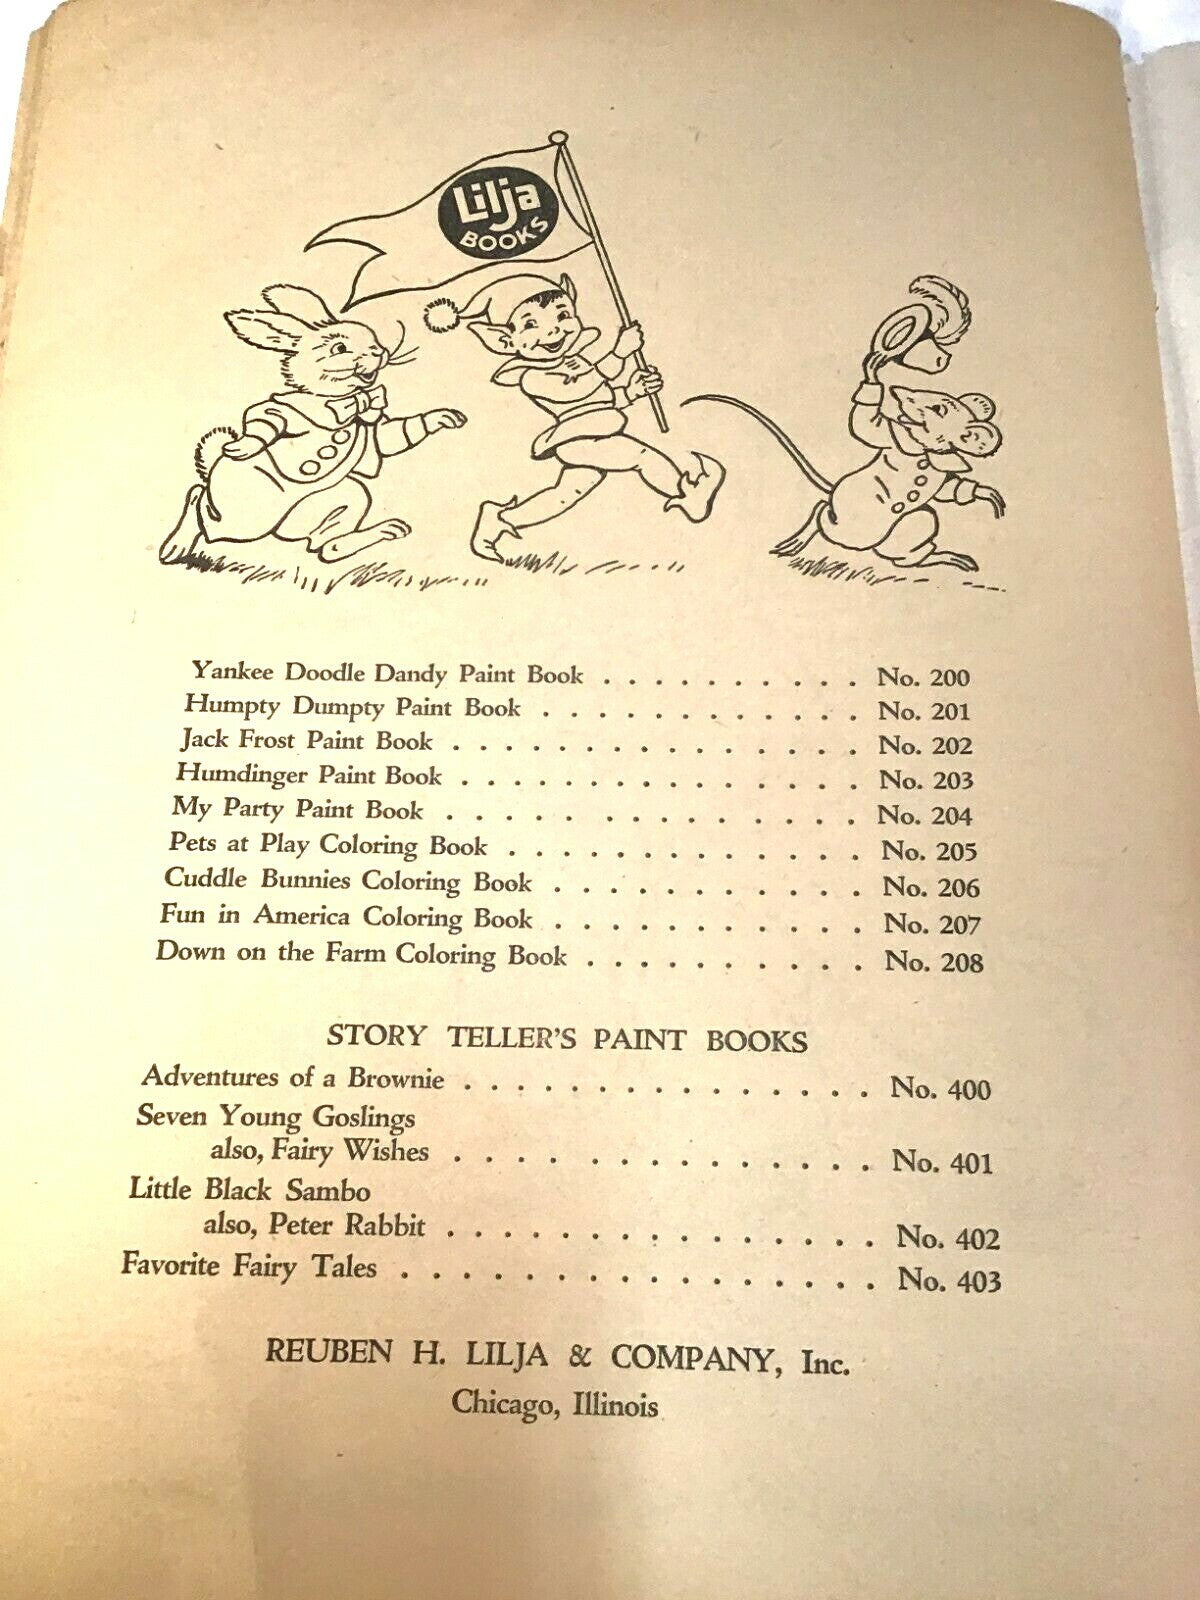 Lilja
BOOKS
Yankee Doodle Dandy Paint Book . . . . . . . . . . No. 200
Humpty Dumpty Paint Book . . . . . . . . . . . . No. 201
Jack Frost Paint Book . . . . . . . . . . . . . . . No. 202
Humdinger Paint Book . . . . . . . . . . . . . . . No. 203
My Party Paint Book . . . . . . . . . . . . . . . No. 204
Pets at Play Coloring Book . . . . . . . . . . . . . No. 205
Cuddle Bunnies Coloring Book . . . . . . . . . . . No. 206
Fun in America Coloring Book . . . . . . . . . . . No. 207
Down on the Farm Coloring Book . . . . . . . . . . No. 208
STORY TELLER'S PAINT BOOKS
Adventures of a Brownie . . . . . . . . . . . . . . . No. 400
Seven Young Goslings
also, Fairy Wishes . . . . . . . . . . . . . . . No. 401
Little Black Sambo
also, Peter Rabbit . . . . . . . . . . . . . . . No. 402
Favorite Fairy Tales . . . . . . . . . . . . . . . . . No. 403
REUBEN H. LILJA & COMPANY, Inc.
Chicago, Illinois